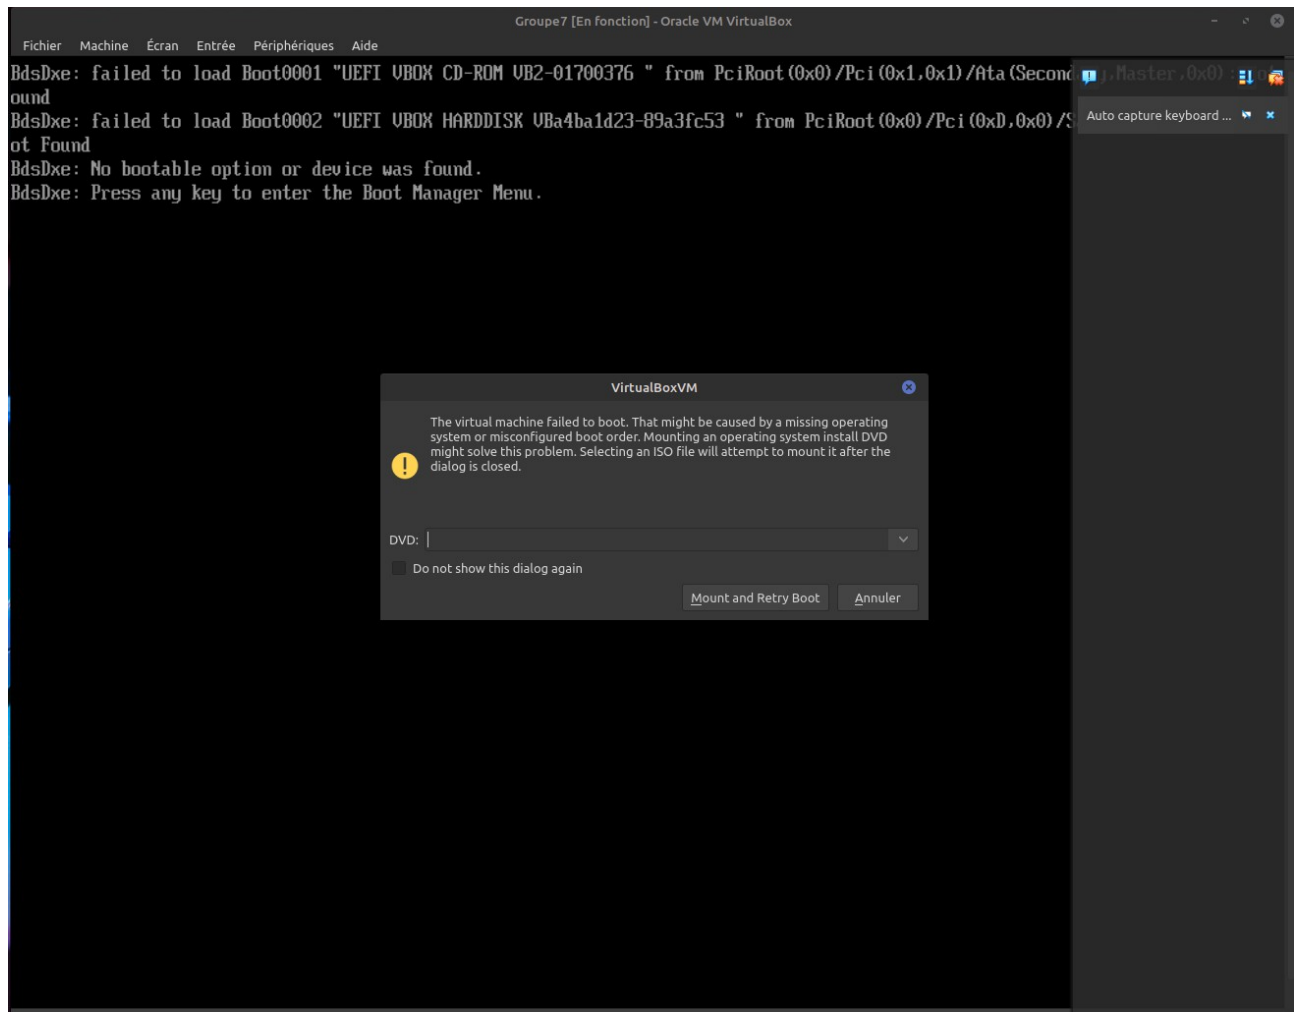 Groupe7 [En fonction] - Oracle VM VirtualBox
Fichier Machine Écran Entrée Périphériques Aide
BdsDxe: failed to load Boot0001 "UEFI VBOX CD-ROM VB2-01700376 " from PciRoot(0x0)/Pci(0x1,0x1)/Ata(Second ,Master,0x0)
ound
BdsDxe: failed to load Boot0002 "UEFI VBOX HARDDISK VBa4ba1d23-89a3fc53 " from PciRoot(0x0)/Pci(0xD,0x0)/S
ot Found
BdsDxe: No bootable option or device was found.
BdsDxe: Press any key to enter the Boot Manager Menu.
Auto capture keyboard ...
VirtualBoxVM
The virtual machine failed to boot. That might be caused by a missing operating
system or misconfigured boot order. Mounting an operating system install DVD
might solve this problem. Selecting an ISO file will attempt to mount it after the
dialog is closed.
DVD:
Do not show this dialog again
Mount and Retry Boot Annuler